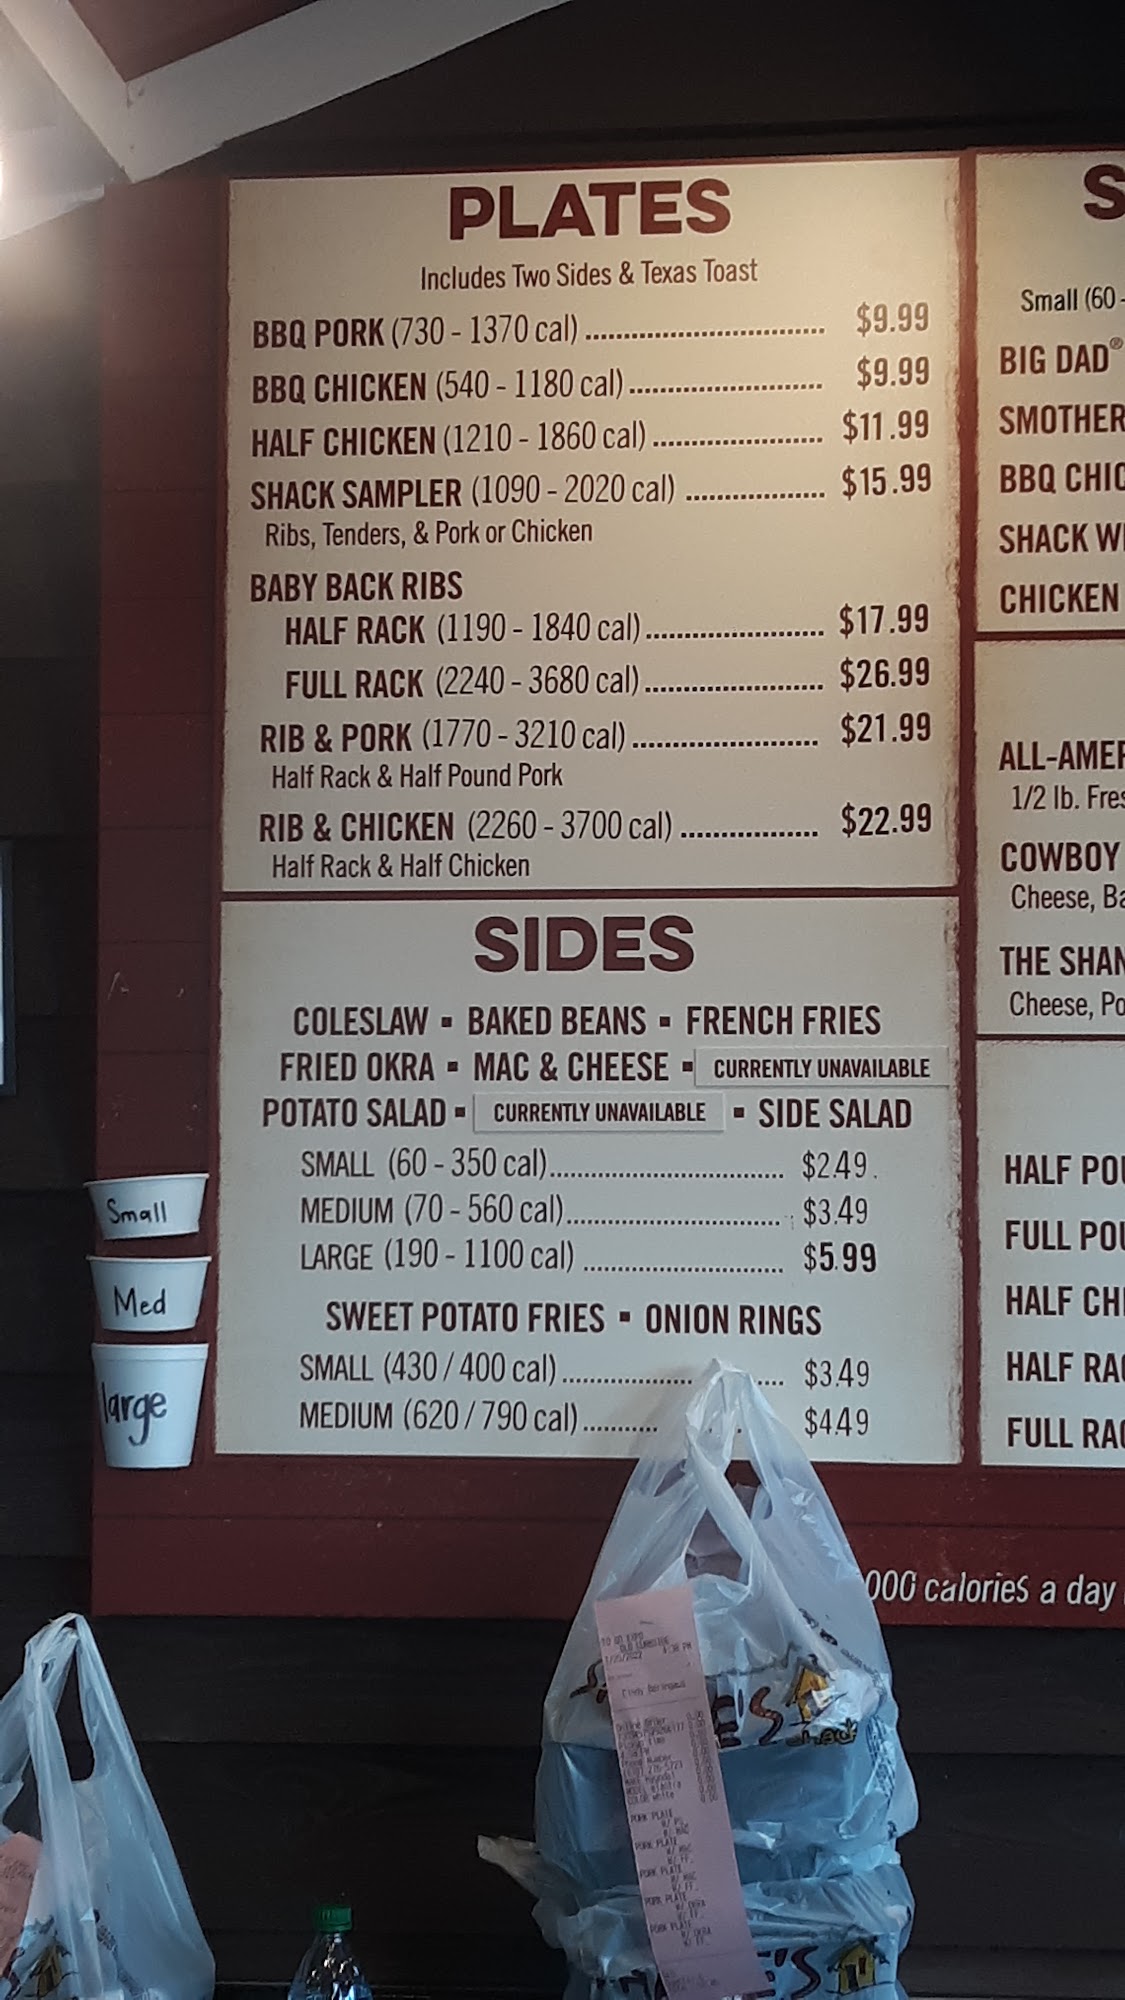 PLATES
Includes Two Sides & Texas Toast
BBQ PORK (730 - 1370 cal) ............................... $9.99
BBQ CHICKEN (540 - 1180 cal) ......................... $9.99
HALF CHICKEN (1210 - 1860 cal) ...................... $11.99
SHACK SAMPLER (1090 - 2020 cal) .................. $15.99
Ribs, Tenders, & Pork or Chicken
BABY BACK RIBS
HALF RACK (1190 - 1840 cal) ....................... $17.99
FULL RACK (2240 - 3680 cal) ....................... $26.99
RIB & PORK (1770 - 3210 cal) ........................ $21.99
Half Rack & Half Pound Pork
RIB & CHICKEN (2260 - 3700 cal) .................. $22.99
Half Rack & Half Chicken
SIDES
COLESLAW ▪ BAKED BEANS ▪ FRENCH FRIES
FRIED OKRA ▪ MAC & CHEESE ▪ CURRENTLY UNAVAILABLE
POTATO SALAD ▪ CURRENTLY UNAVAILABLE ▪ SIDE SALAD
SMALL (60 - 350 cal) .............................. $2.49
MEDIUM (70 - 560 cal) ........................... $3.49
LARGE (190 - 1100 cal) .......................... $5.99
SWEET POTATO FRIES ▪ ONION RINGS
SMALL (430 / 400 cal) .................... $3.49
MEDIUM (620 / 790 cal) .......... $4.49
Small
Med
large
S
Small (60 -
BIG DAD®
SMOTHER
BBQ CHIC
SHACK W
CHICKEN
ALL-AMER
1/2 lb. Fres
COWBOY
Cheese, Ba
THE SHAN
Cheese, Po
HALF POU
FULL POU
HALF CHI
HALF RAC
FULL RAC
000 calories a day
Online Order
PORK PLATE
PORK PLATE
PORK PLATE
PORK PLATE
PORK PLATE
E'S
Shack
E'S